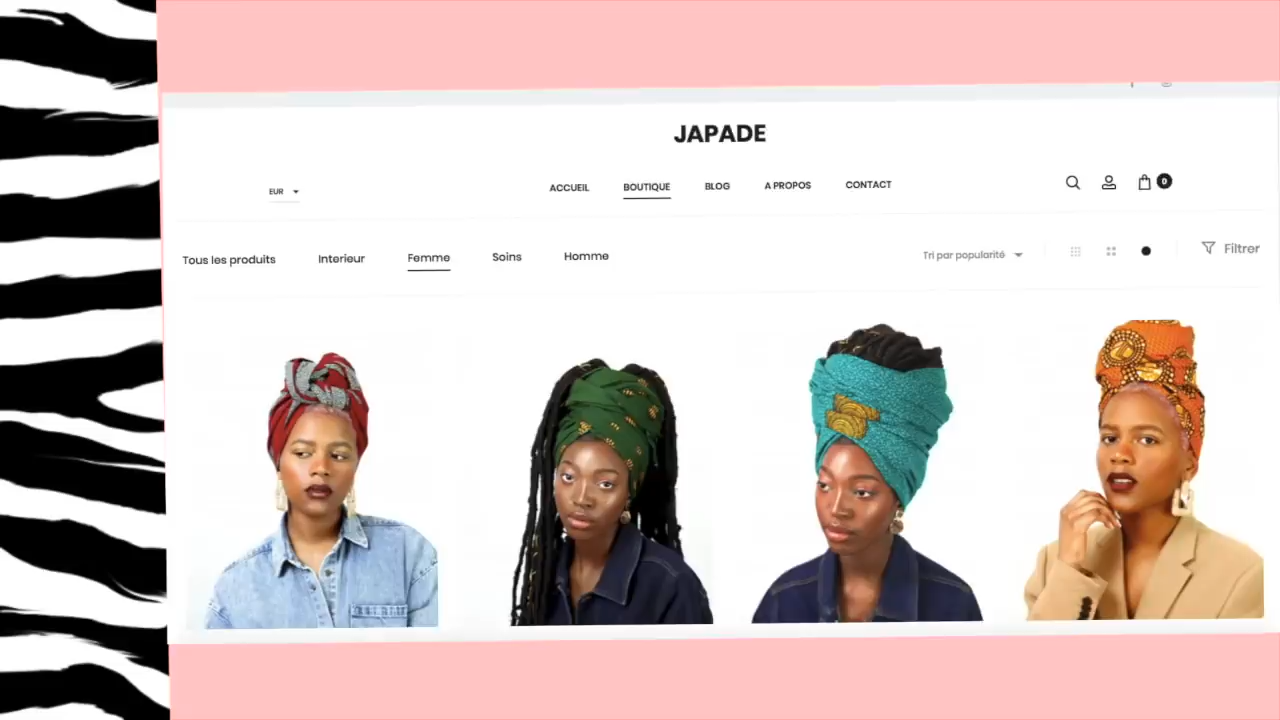 JAPADE
EUR
ACCUEIL BOUTIQUE BLOG A PROPOS CONTACT
0
Tous les produits Interieur Femme Soins Homme
Tri par popularité
Filtrer